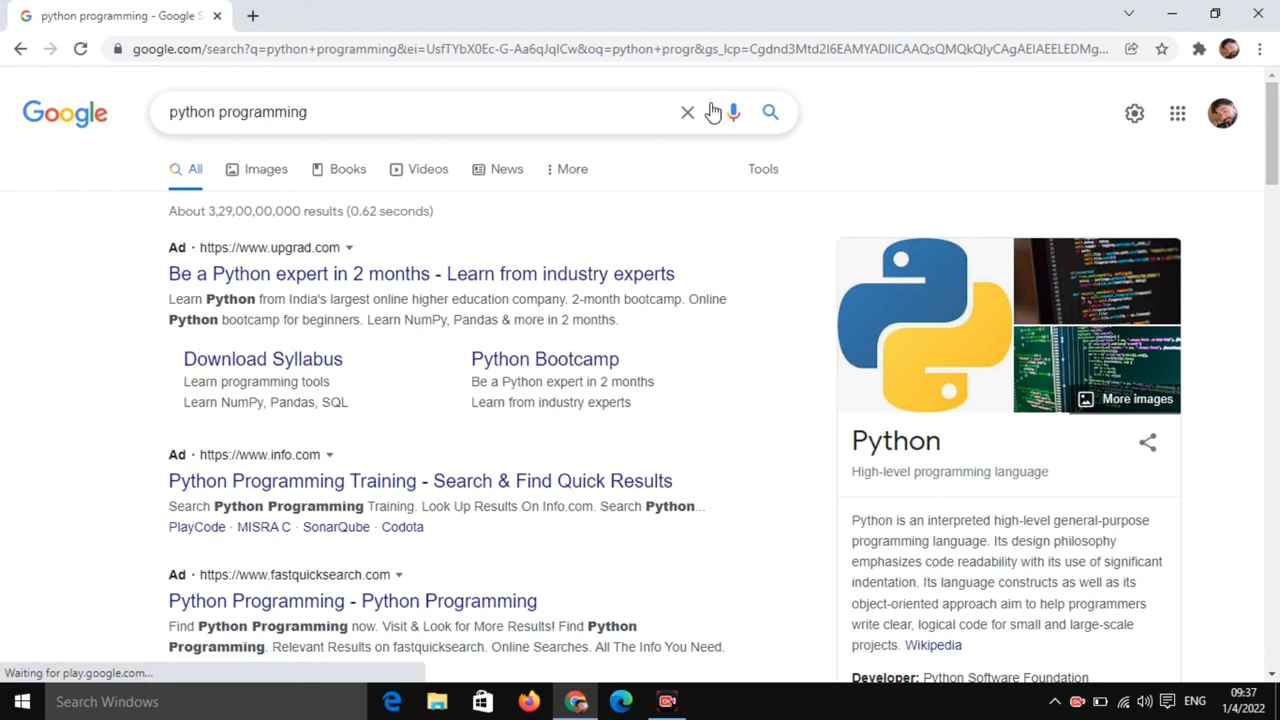 python programming - Google S
google.com/search?q=python+programming&ei=UsfTYbX0Ec-G-Aa6qJqICw&oq=python+progr&gs_lcp=Cgdnd3Mtd2l6EAMYADIICAAQsQMQkQIyCAgAEIAEELEDMg...
Google
python programming
All
Images
Books
Videos
News
More
Tools
About 3,29,00,00,000 results (0.62 seconds)
Ad · https://www.upgrad.com
Be a Python expert in 2 months - Learn from industry experts
Learn Python from India's largest online higher education company. 2-month bootcamp. Online
Python bootcamp for beginners. Learn NumPy, Pandas & more in 2 months.
Download Syllabus
Learn programming tools
Learn NumPy, Pandas, SQL
Python Bootcamp
Be a Python expert in 2 months
Learn from industry experts
Ad · https://www.info.com
Python Programming Training - Search & Find Quick Results
Search Python Programming Training. Look Up Results On Info.com. Search Python...
PlayCode · MISRA C · SonarQube · Codota
Ad · https://www.fastquicksearch.com
Python Programming - Python Programming
Find Python Programming now. Visit & Look for More Results! Find Python
Programming. Relevant Results on fastquicksearch. Online Searches. All The Info You Need.
More images
Python
High-level programming language
Python is an interpreted high-level general-purpose
programming language. Its design philosophy
emphasizes code readability with its use of significant
indentation. Its language constructs as well as its
object-oriented approach aim to help programmers
write clear, logical code for small and large-scale
projects. Wikipedia
Developer: Python Software Foundation
Waiting for play.google.com...
Search Windows
ENG
09:37
1/4/2022